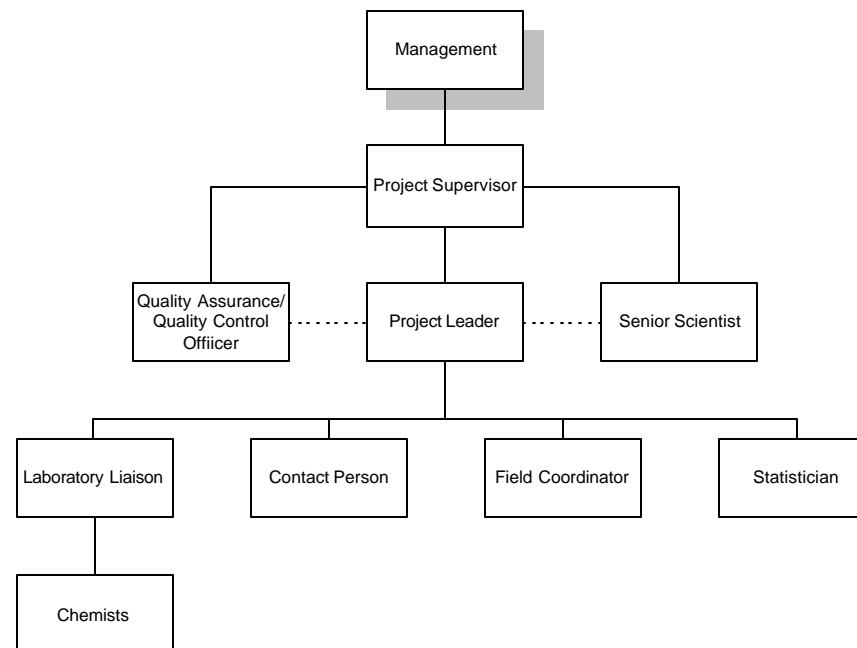 Management
Project Supervisor
Quality Assurance/
Quality Control
Offiicer
Project Leader
Senior Scientist
Laboratory Liaison
Contact Person
Field Coordinator
Statistician
Chemists